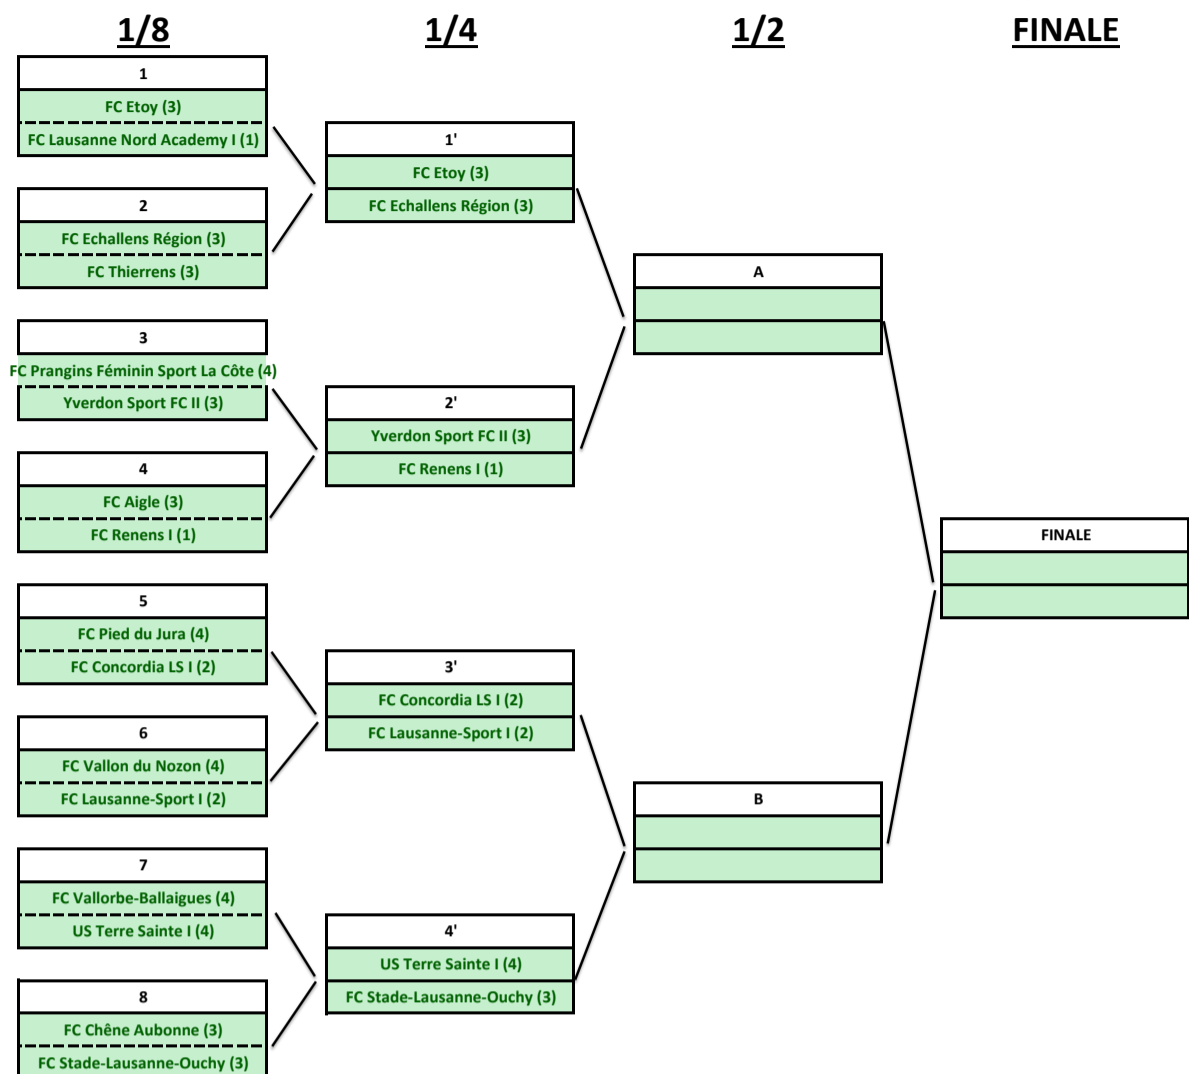 1/8
1/4
1/2
FINALE
1
FC Etoy (3)
FC Lausanne Nord Academy I (1)
2
FC Echallens Région (3)
FC Thierrens (3)
3
FC Prangins Féminin Sport La Côte (4)
Yverdon Sport FC II (3)
4
FC Aigle (3)
FC Renens I (1)
5
FC Pied du Jura (4)
FC Concordia LS I (2)
6
FC Vallon du Nozon (4)
FC Lausanne-Sport I (2)
7
FC Vallorbe-Ballaigues (4)
US Terre Sainte I (4)
8
FC Chêne Aubonne (3)
FC Stade-Lausanne-Ouchy (3)
1'
FC Etoy (3)
FC Echallens Région (3)
2'
Yverdon Sport FC II (3)
FC Renens I (1)
3'
FC Concordia LS I (2)
FC Lausanne-Sport I (2)
4'
US Terre Sainte I (4)
FC Stade-Lausanne-Ouchy (3)
A
B
FINALE